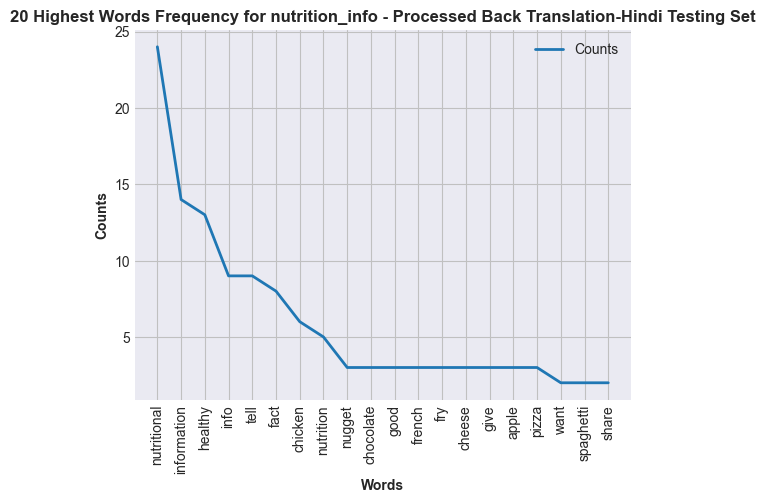 20 Highest Words Frequency for nutrition_info - Processed Back Translation-Hindi Testing Set
Counts
25
20
15
10
5
Counts
nutritional
information
healthy
info
tell
fact
chicken
nutrition
nugget
chocolate
good
french
fry
cheese
give
apple
pizza
want
spaghetti
share
Words